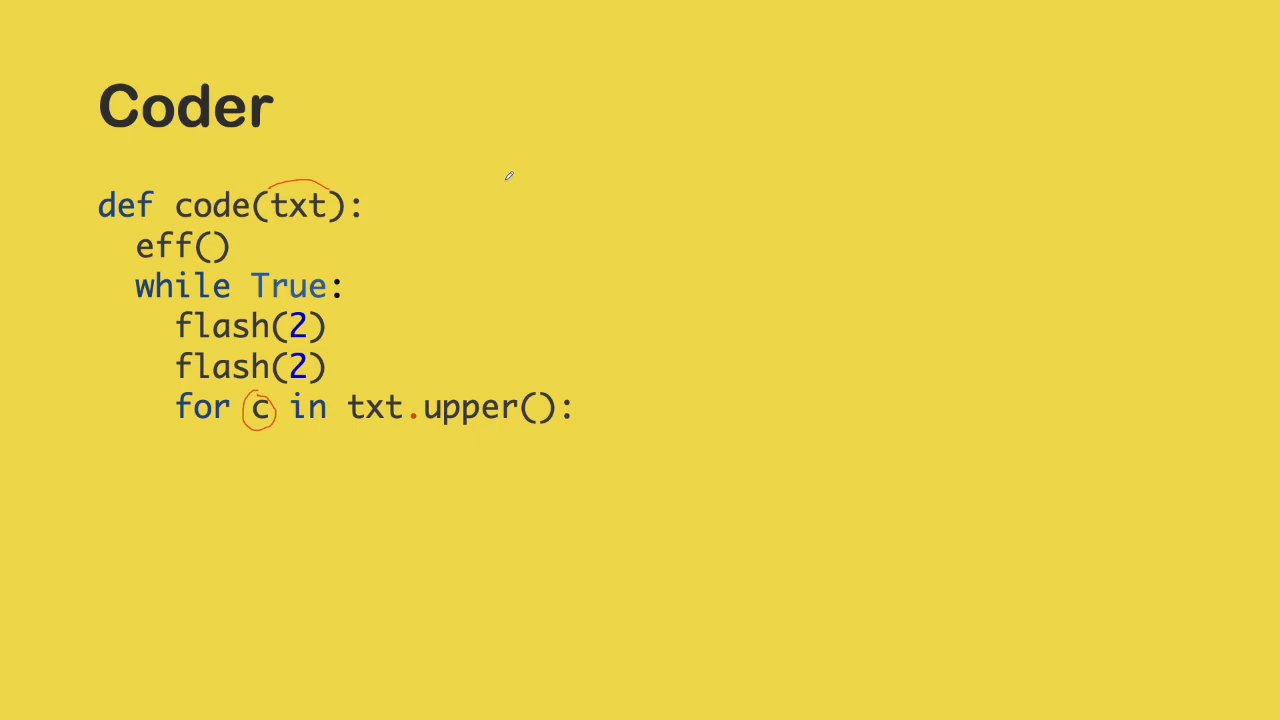 Coder
def code(txt):
  eff()
  while True:
    flash(2)
    flash(2)
    for c in txt.upper():